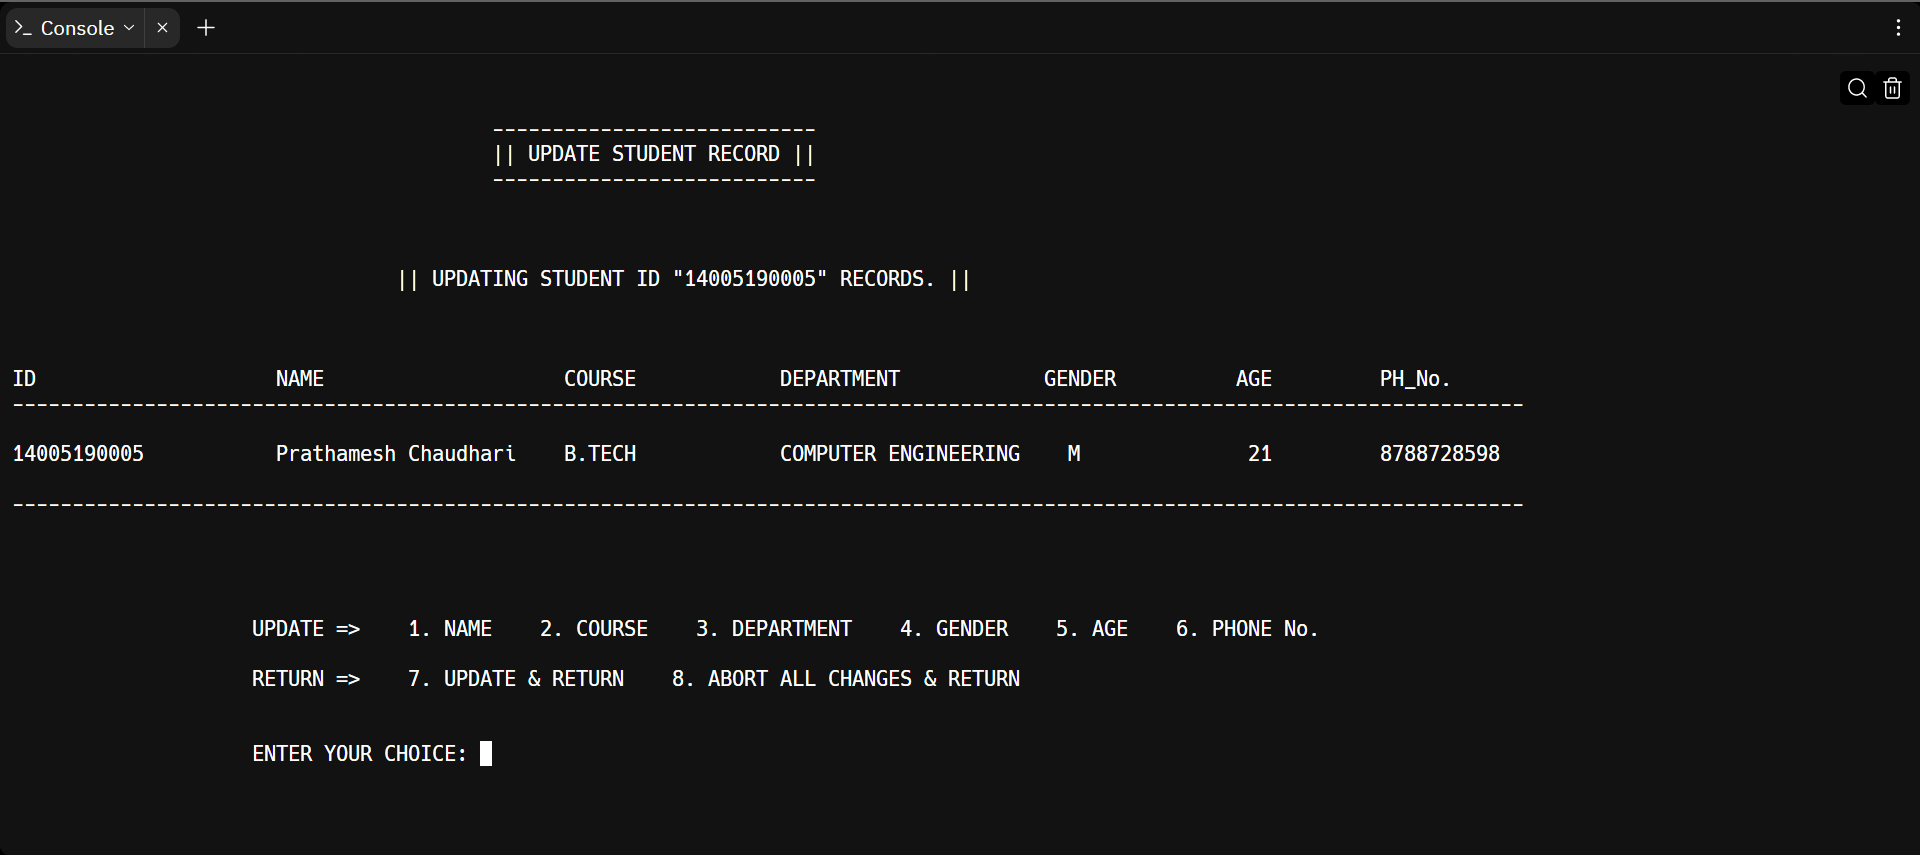 Console
---------------------------
|| UPDATE STUDENT RECORD ||
---------------------------
|| UPDATING STUDENT ID "14005190005" RECORDS. ||
ID NAME COURSE DEPARTMENT GENDER AGE PH_No.
------------------------------------------------------------------------------------------------------------------------------
14005190005 Prathamesh Chaudhari B.TECH COMPUTER ENGINEERING M 21 8788728598
------------------------------------------------------------------------------------------------------------------------------
UPDATE => 1. NAME 2. COURSE 3. DEPARTMENT 4. GENDER 5. AGE 6. PHONE No.
RETURN => 7. UPDATE & RETURN 8. ABORT ALL CHANGES & RETURN
ENTER YOUR CHOICE: